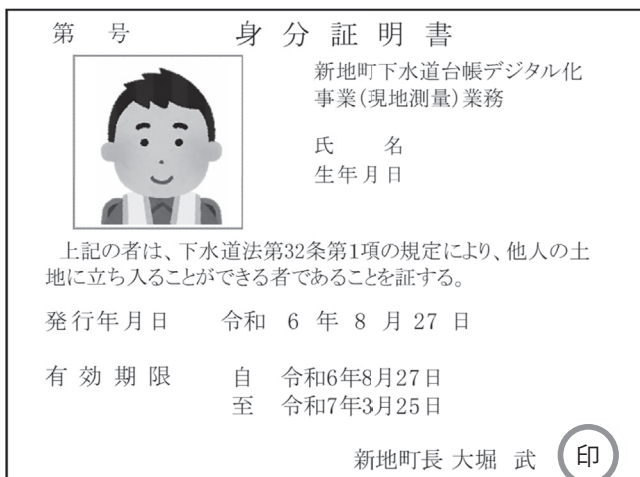 第 号 身分証明書
新地町下水道台帳デジタル化
事業(現地測量)業務
氏 名
生年月日
上記の者は、下水道法第32条第1項の規定により、他人の土
地に立ち入ることができる者であることを証する。
発行年月日 令和 6 年 8 月 27 日
有効期限 自 令和6年8月27日
至 令和7年3月25日
新地町長 大堀 武 印